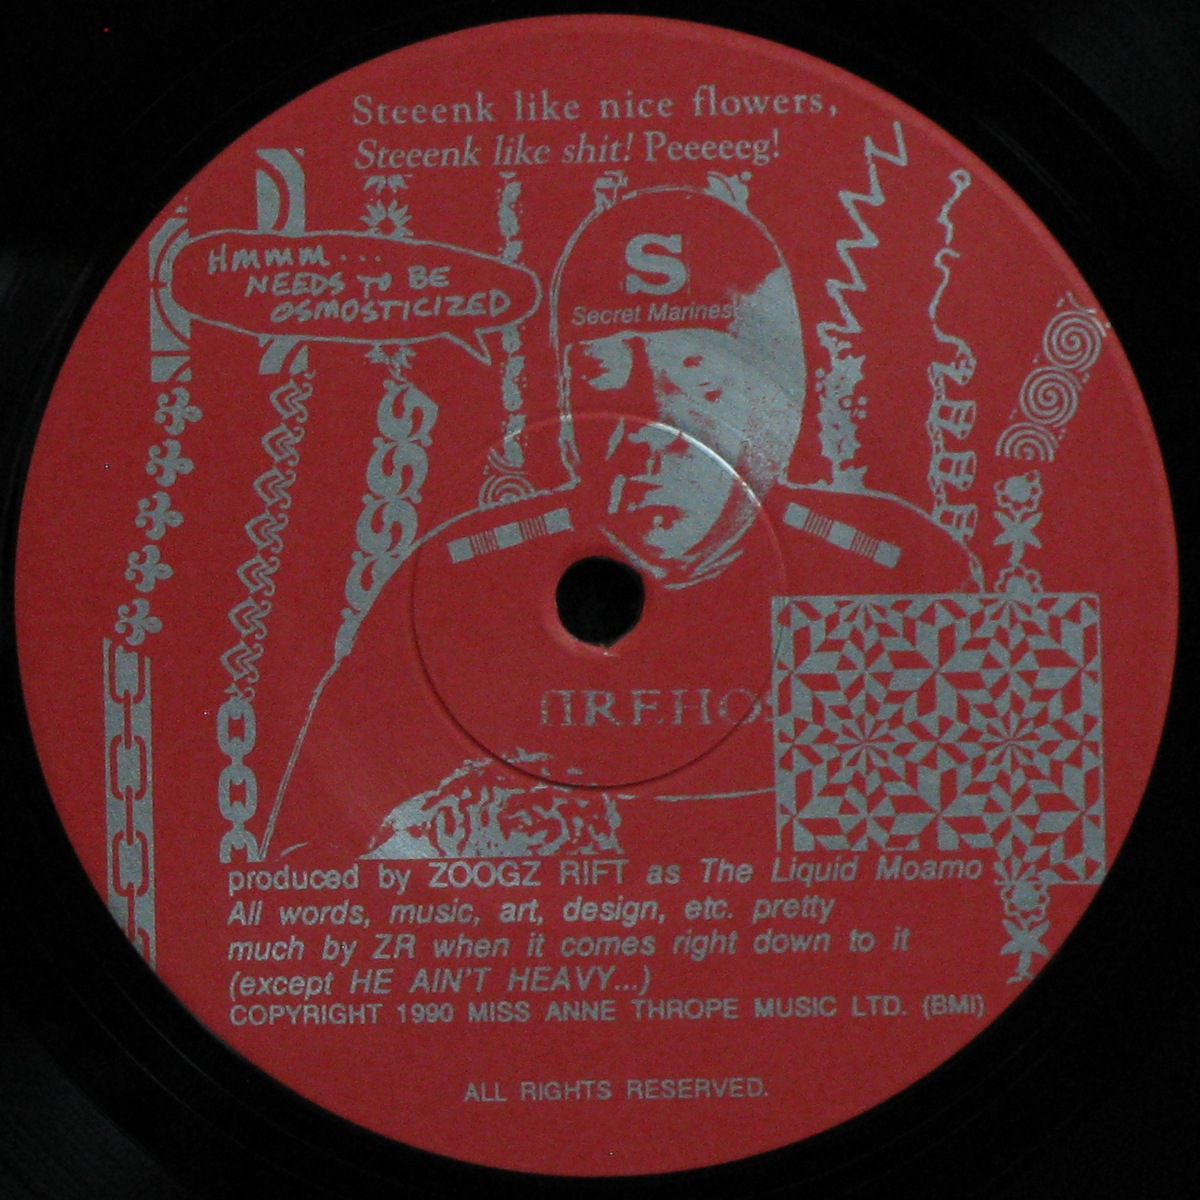 Steeenk like nice flowers,
Steeenk like shit! Peeeeeg!
Hmmm...
NEEDS TO BE
OSMOSTICIZED
S
Secret Marines
FIREHOS
produced by ZOOGZ RIFT as The Liquid Moamo
All words, music, art, design, etc. pretty
much by ZR when it comes right down to it
(except HE AIN'T HEAVY...)
COPYRIGHT 1990 MISS ANNE THROPE MUSIC LTD. (BMI)
ALL RIGHTS RESERVED.